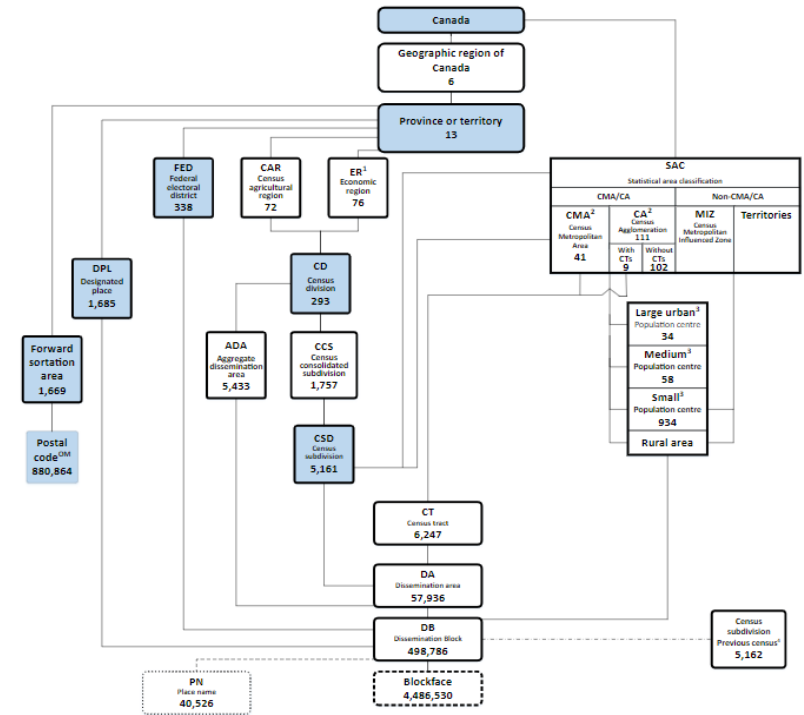 Canada
Geographic region of
Canada
6
Province or territory
13
FED
Federal
electoral
district
338
CAR
Census
agricultural
region
72
ER¹
Economic
region
76
SAC
Statistical area classification
CMA/CA
Non-CMA/CA
CMA²
Census
Metropolitan
Area
41
CA²
Census
Agglomeration
111
With
CTs
9
Without
CTs
102
MIZ
Census
Metropolitan
Influenced Zone
Territories
DPL
Designated
place
1,685
CD
Census
division
293
Large urban³
Population centre
34
Medium³
Population centre
58
Small³
Population centre
934
Rural area
Forward
sortation
area
1,669
ADA
Aggregate
dissemination
area
5,433
CCS
Census
consolidated
subdivision
1,757
Postal
codeᴼᴹ
880,864
CSD
Census
subdivision
5,161
CT
Census tract
6,247
DA
Dissemination area
57,936
DB
Dissemination Block
498,786
Census
subdivision
Previous census⁴
5,162
PN
Place name
40,526
Blockface
4,486,530